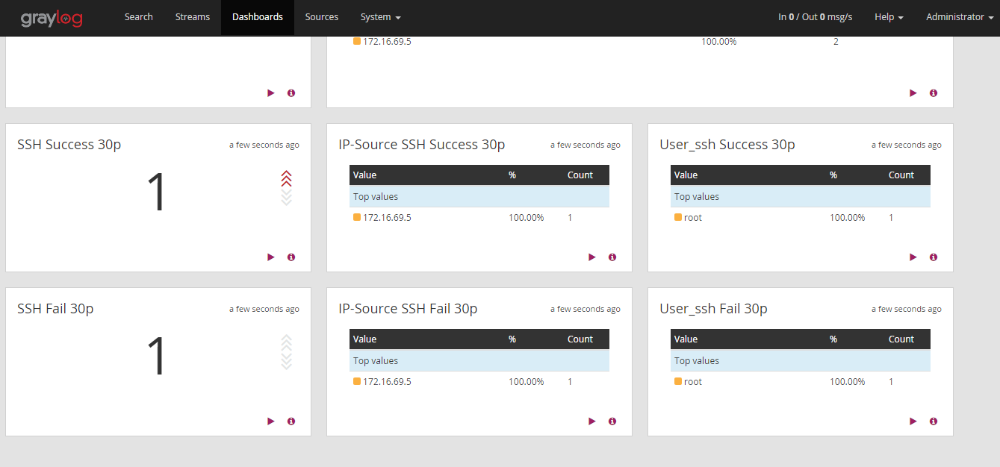 graylog Search Streams Dashboards Sources System In 0 / Out 0 msg/s Help Administrator
172.16.69.5 100.00% 2
SSH Success 30p a few seconds ago
1
IP-Source SSH Success 30p a few seconds ago
Value % Count
Top values
172.16.69.5 100.00% 1
User_ssh Success 30p a few seconds ago
Value % Count
Top values
root 100.00% 1
SSH Fail 30p a few seconds ago
1
IP-Source SSH Fail 30p a few seconds ago
Value % Count
Top values
172.16.69.5 100.00% 1
User_ssh Fail 30p a few seconds ago
Value % Count
Top values
root 100.00% 1